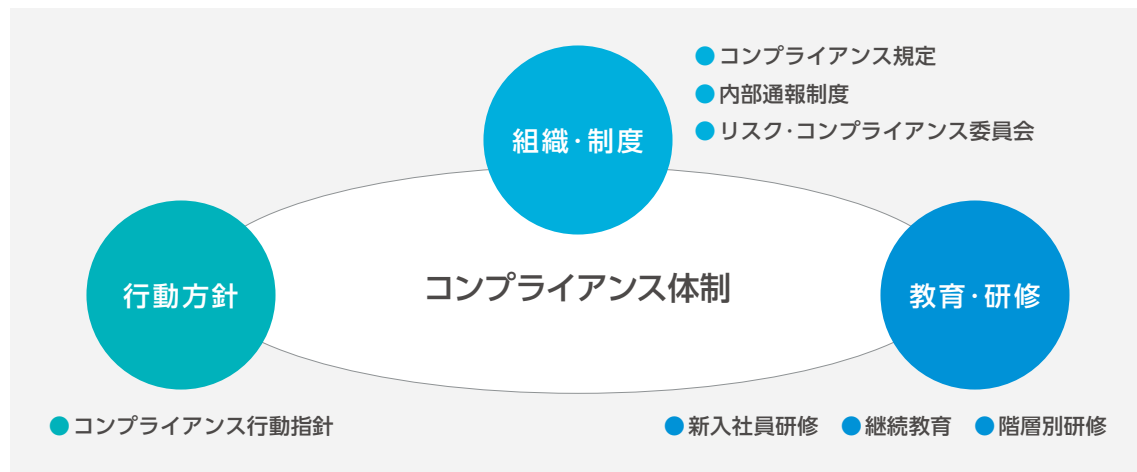 コンプライアンス規定
内部通報制度
リスク・コンプライアンス委員会
組織・制度
行動方針
コンプライアンス体制
教育・研修
コンプライアンス行動指針
新入社員研修 継続教育 階層別研修